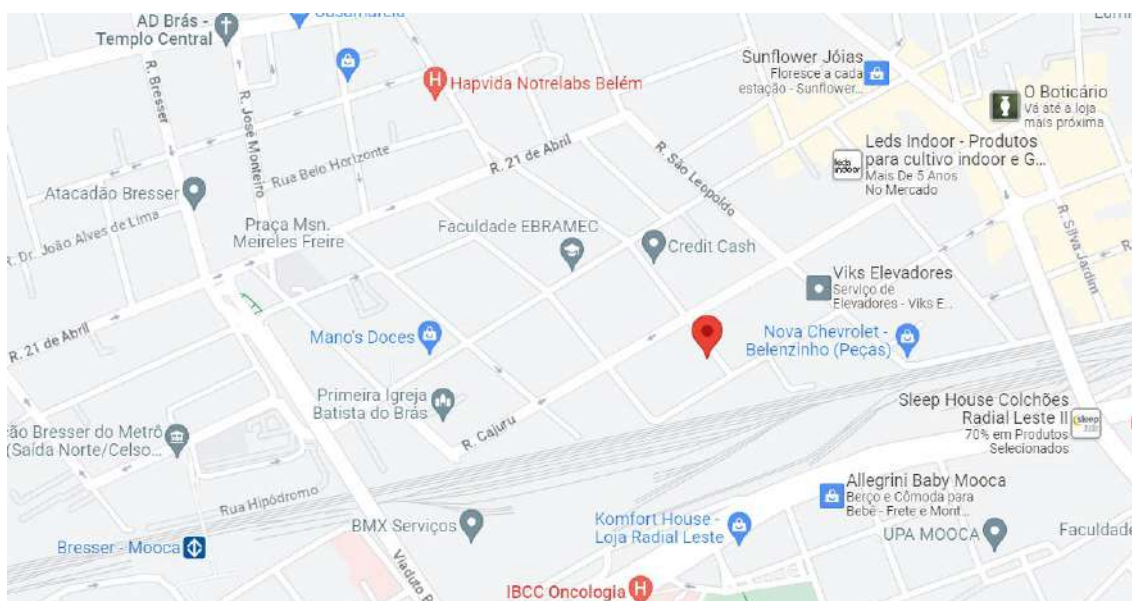 AD Brás -
Templo Central
Hapvida Notrelabs Belém
Sunflower Jóias
Floresce a cada
estação - Sunflower...
O Boticário
Vá até a loja
mais próxima
Leds Indoor - Produtos
para cultivo indoor e G...
Mais De 5 Anos
No Mercado
leds
indoor
R. Bresser
R. José Monteiro
Rua Belo Horizonte
R. 21 de Abril
R. São Leopoldo
Atacadão Bresser
R. Dr. João Alves de Lima
Praça Msn.
Meireles Freire
Faculdade EBRAMEC
Credit Cash
R. Silva Jardim
Viks Elevadores
Serviço de
Elevadores - Viks E...
R. 21 de Abril
Mano's Doces
Nova Chevrolet -
Belenzinho (Peças)
Primeira Igreja
Batista do Brás
R. Cajuru
Sleep House Colchões
Radial Leste II
70% em Produtos
Selecionados
sleep
ão Bresser do Metrô
(Saída Norte/Celso...
Rua Hipódromo
Allegrini Baby Mooca
Berço e Cômoda para
Bebê - Frete e Mont...
BMX Serviços
Komfort House -
Loja Radial Leste
UPA MOOCA
Faculdade
Bresser - Mooca
Viaduto
IBCC Oncologia